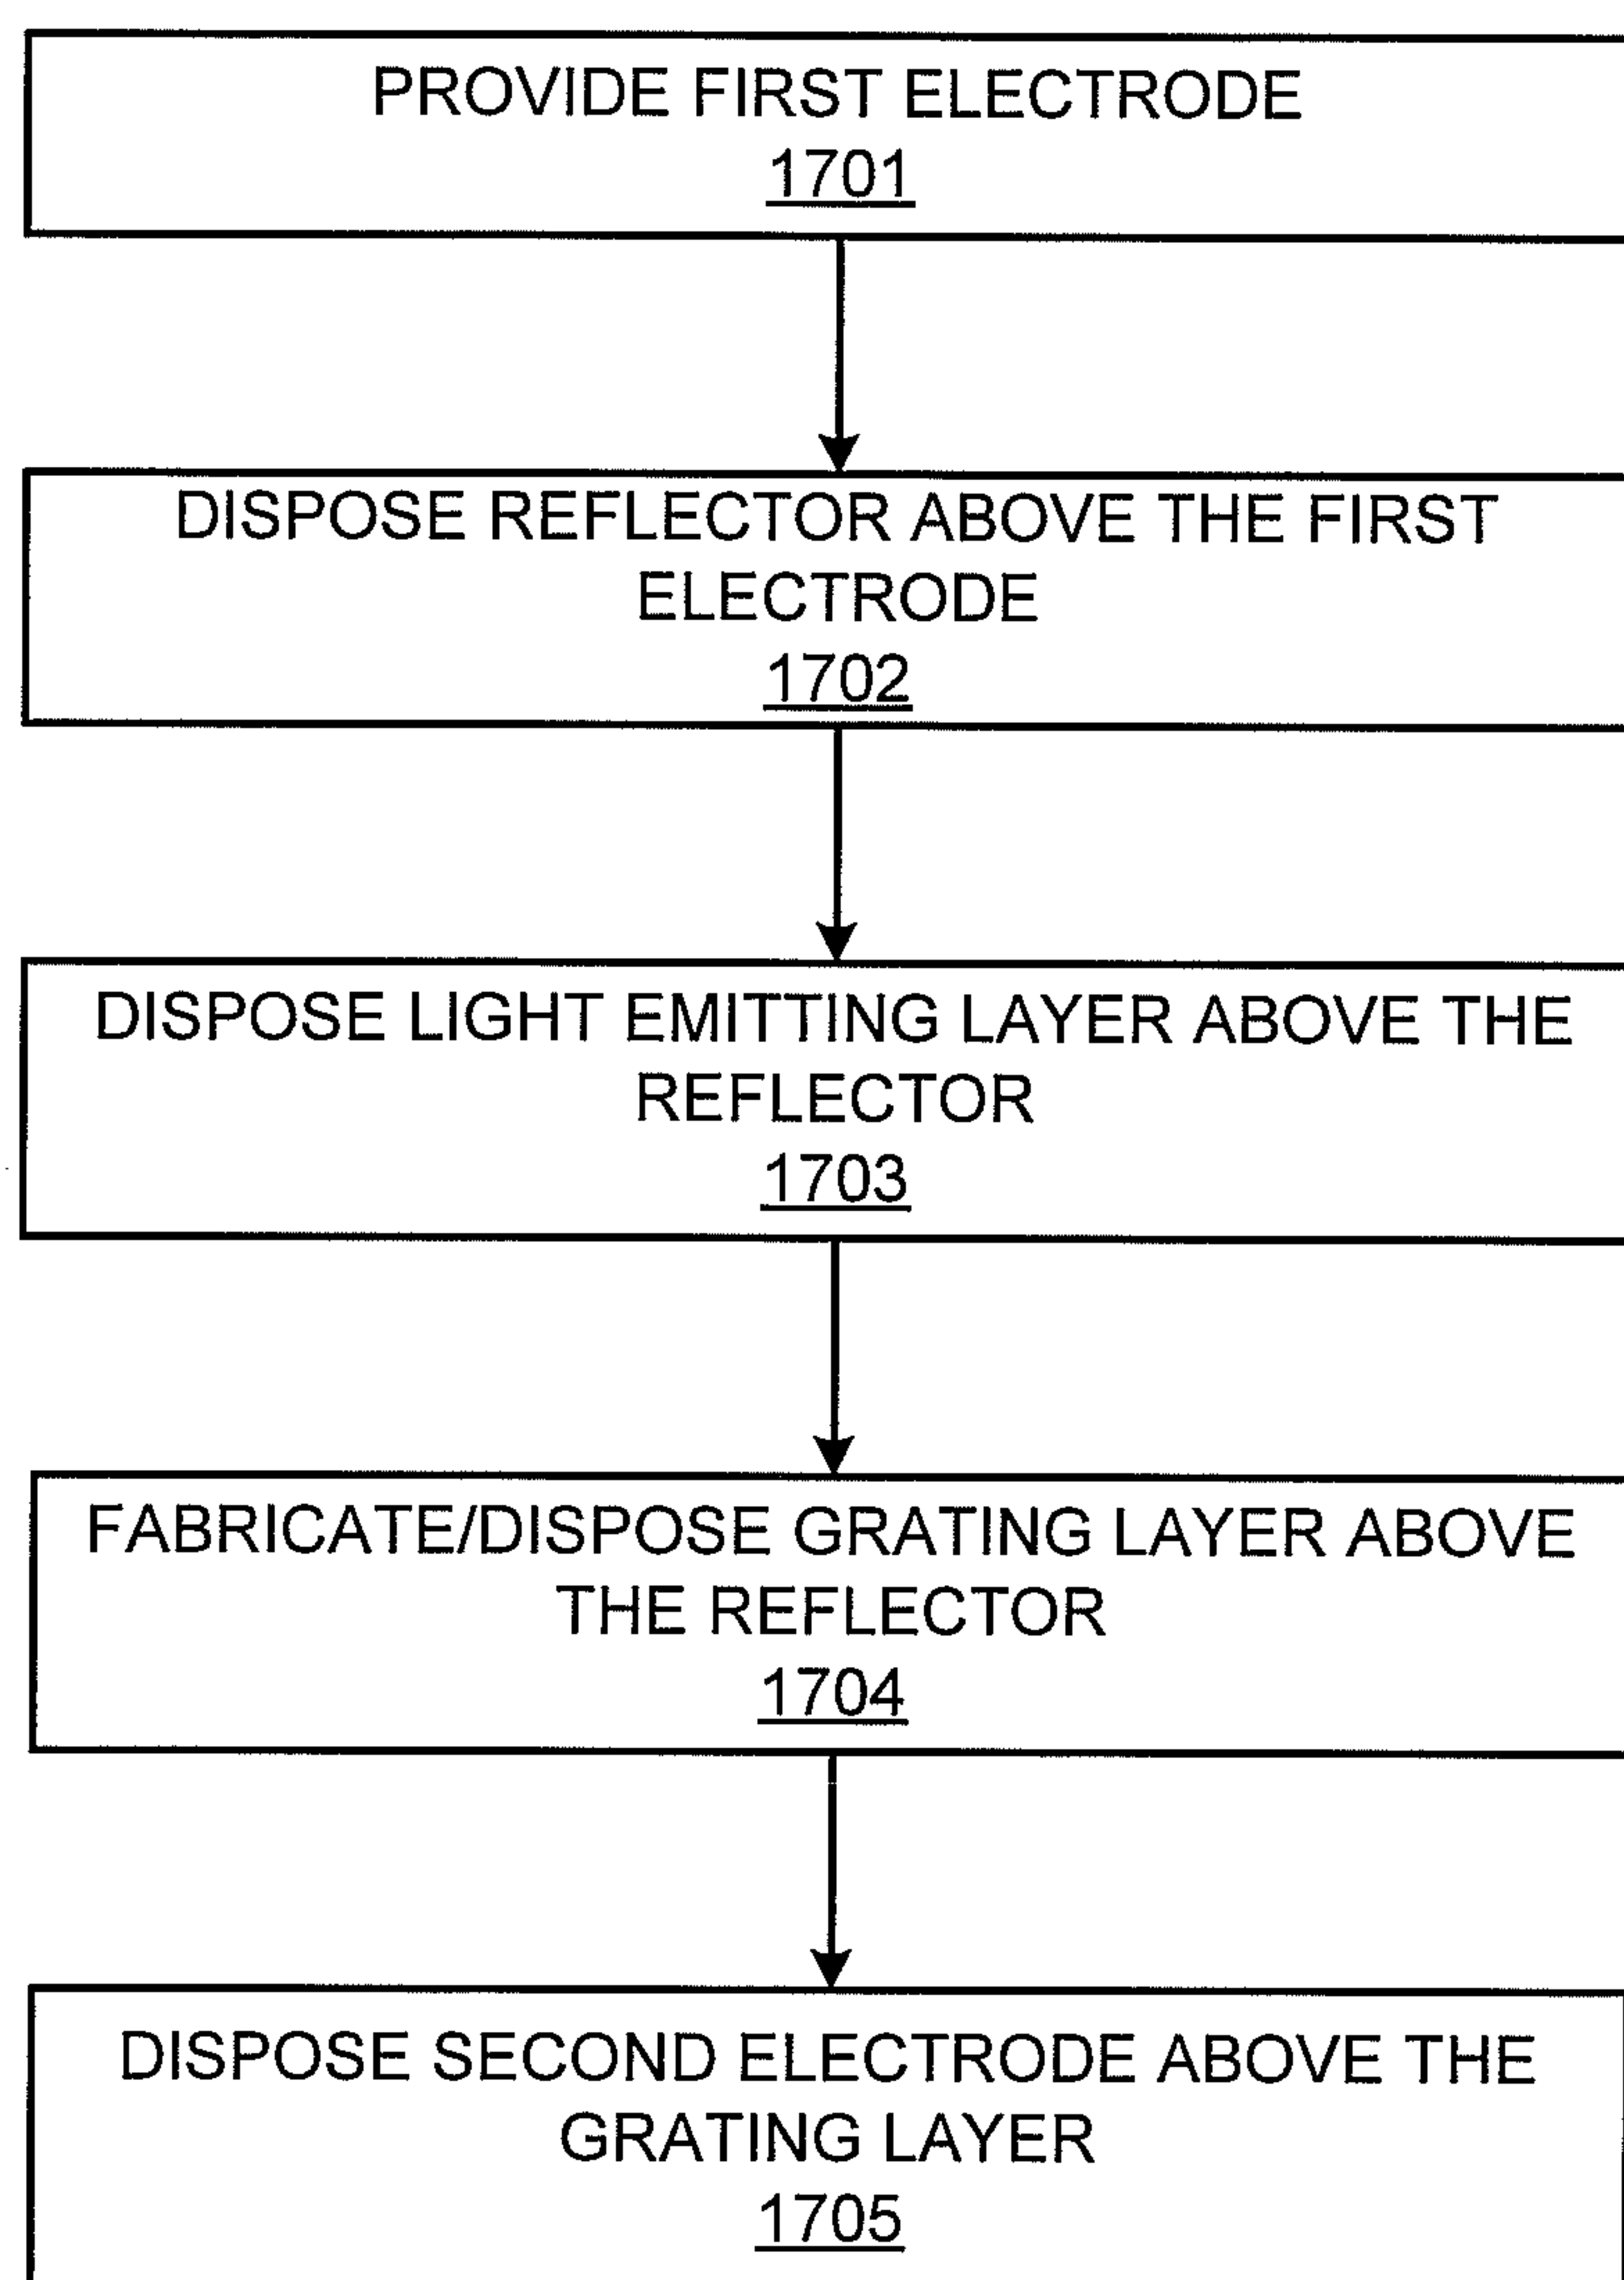 PROVIDE FIRST ELECTRODE
1701
DISPOSE REFLECTOR ABOVE THE FIRST
ELECTRODE
1702
DISPOSE LIGHT EMITTING LAYER ABOVE THE
REFLECTOR
1703
FABRICATE/DISPOSE GRATING LAYER ABOVE
THE REFLECTOR
1704
DISPOSE SECOND ELECTRODE ABOVE THE
GRATING LAYER
1705